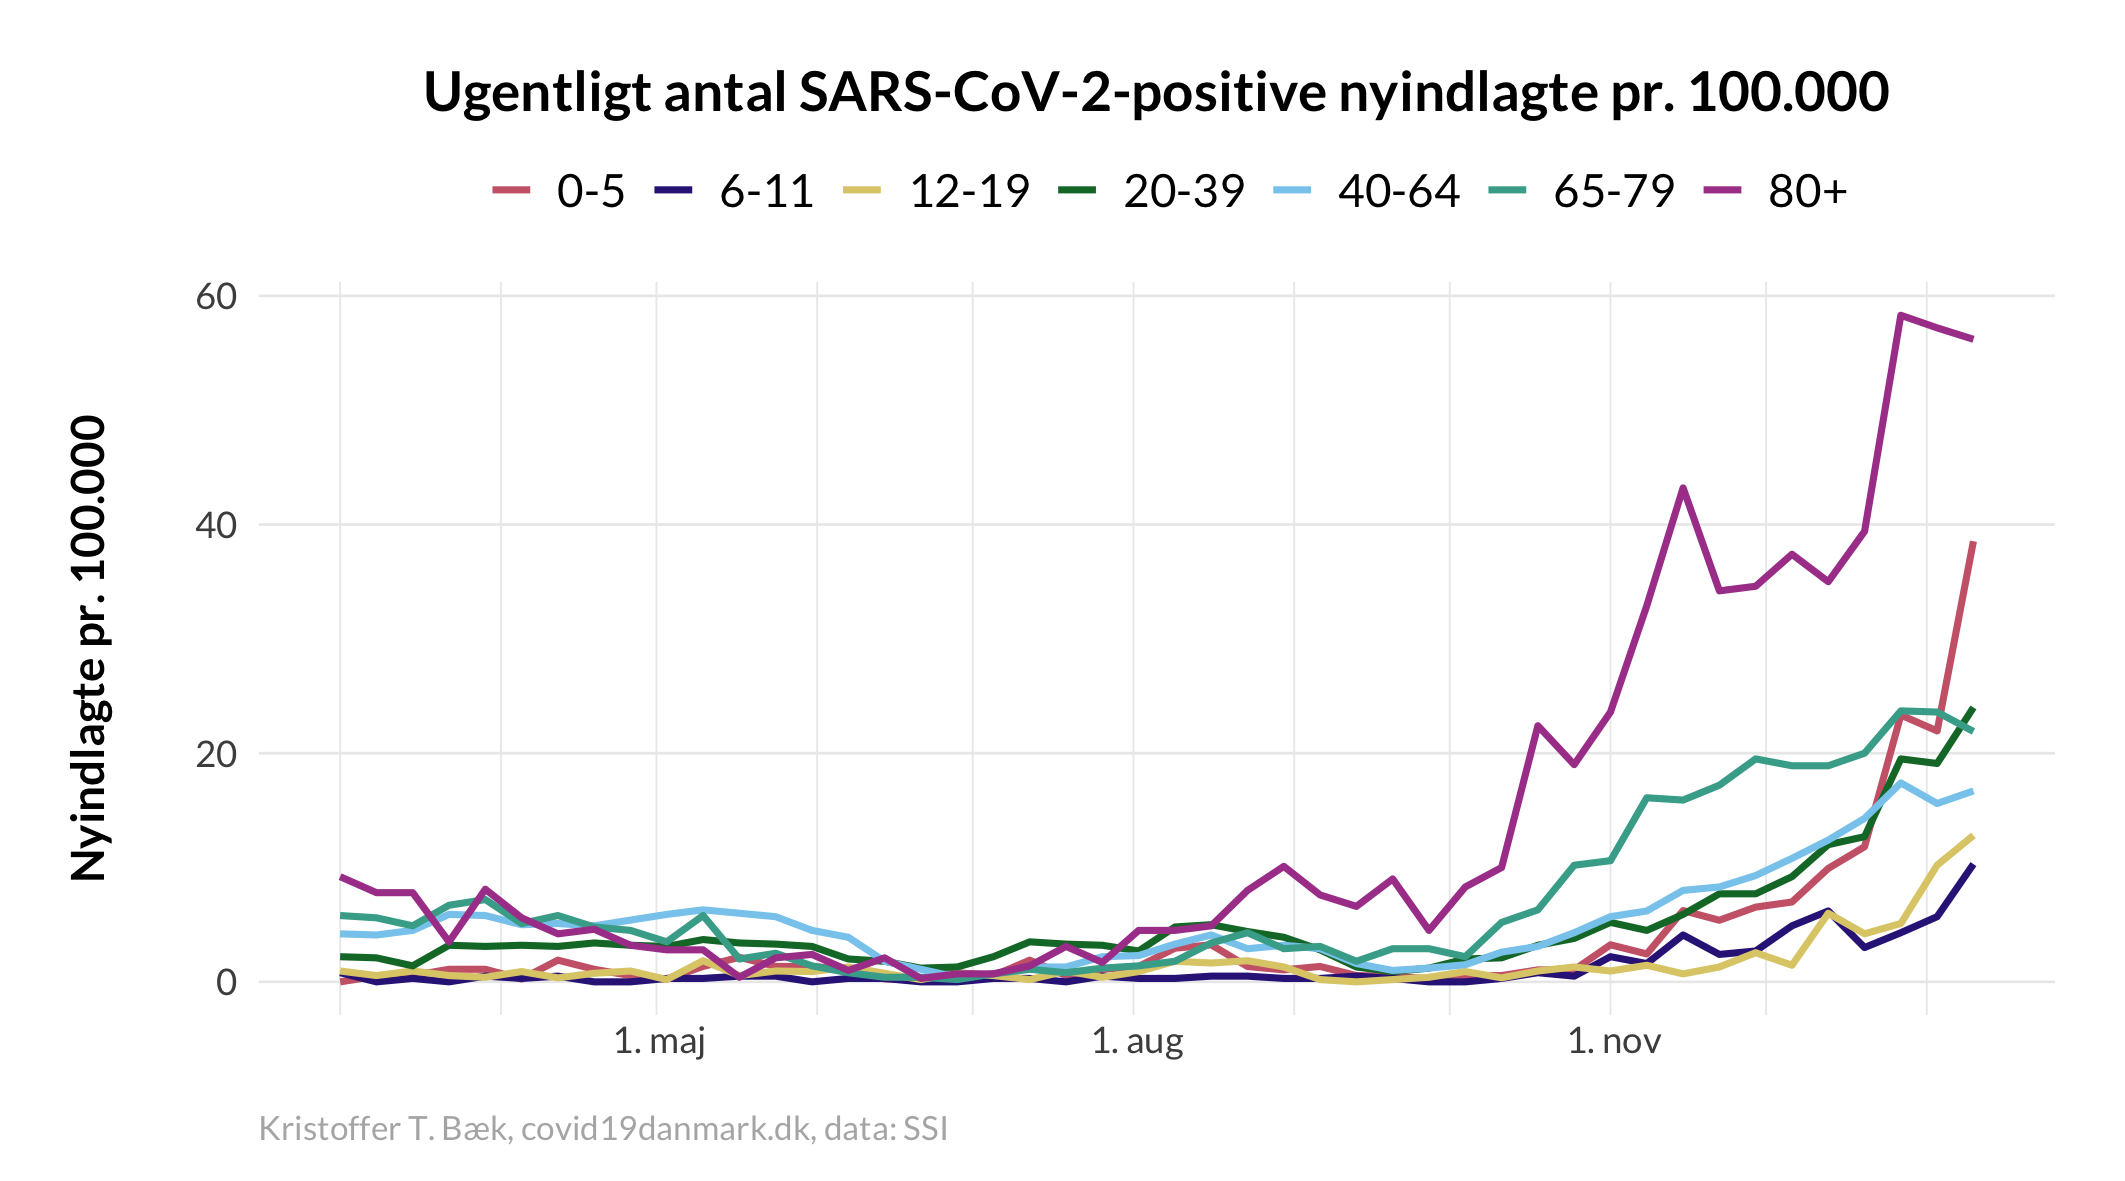 Ugentligt antal SARS-CoV-2-positive nyindlagte pr. 100.000
0-5 6-11 12-19 20-39 40-64 65-79 80+
60
40
20
0
Nyindlagte pr. 100.000
1. maj 1. aug 1. nov
Kristoffer T. Bæk, covid19danmark.dk, data: SSI